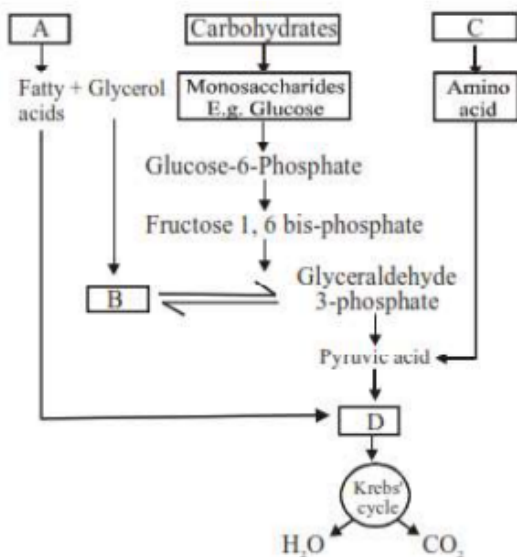 A
Carbohydrates
C
Fatty + Glycerol
acids
Monosaccharides
E.g. Glucose
Amino
acid
Glucose-6-Phosphate
Fructose 1, 6 bis-phosphate
B
Glyceraldehyde
3-phosphate
Pyruvic acid
D
Krebs'
cycle
H₂O
CO₂